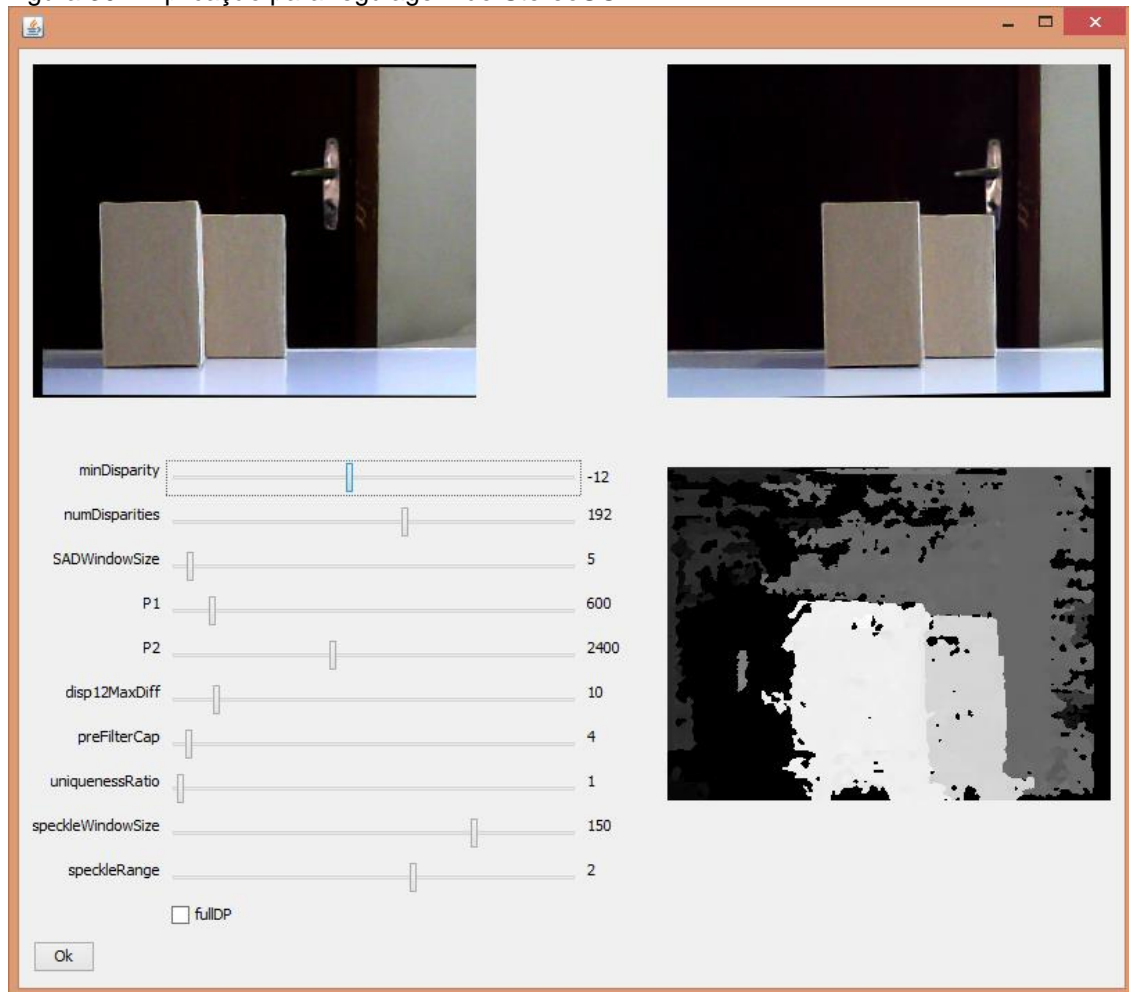 minDisparity -12
numDisparities 192
SADWindowSize 5
P1 600
P2 2400
disp12MaxDiff 10
preFilterCap 4
uniquenessRatio 1
speckleWindowSize 150
speckleRange 2
fullDP
Ok